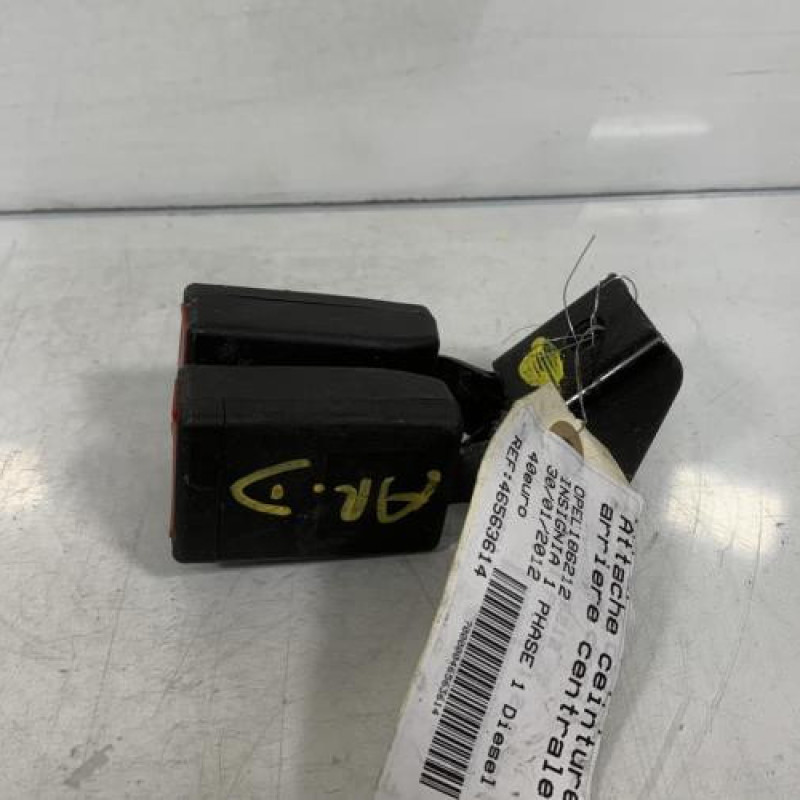 AR.D
Attache ceinture
arriere centrale
OPEL186212
INSIGNIA 1 PHASE 1 Diesel
30/01/2012
40euro
REF:46563614